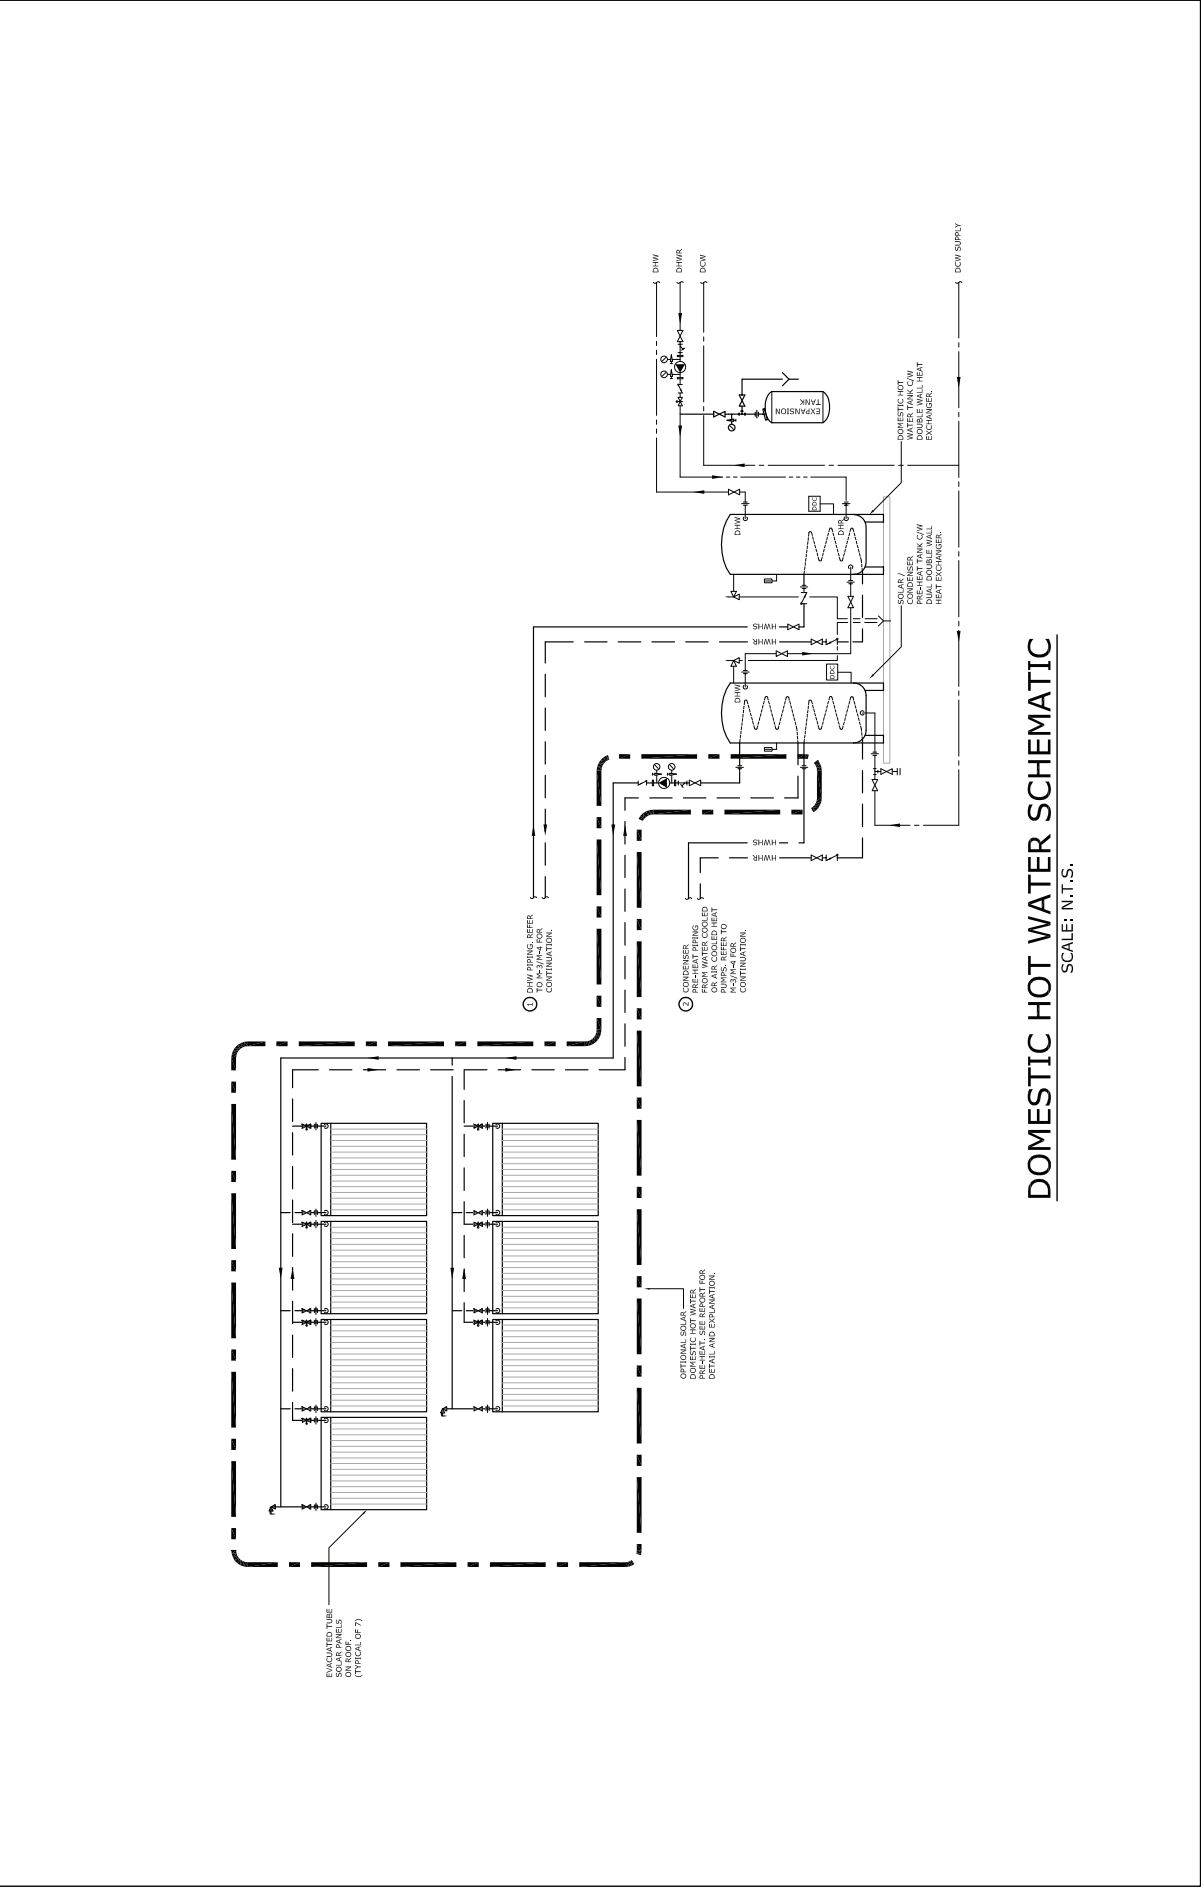 EVACUATED TUBE
SOLAR PANELS
ON ROOF.
(TYPICAL OF 7)
OPTIONAL SOLAR
DOMESTIC HOT WATER
PRE-HEAT. SEE REPORT FOR
DETAIL AND EXPLANATION.
1
DHW PIPING. REFER
TO M-3/M-4 FOR
CONTINUATION.
2
CONDENSER
PRE-HEAT PIPING
FROM WATER COOLED
OR AIR COOLED HEAT
PUMPS. REFER TO
M-3/M-4 FOR
CONTINUATION.
HWHS
HWHR
DHW
DDC
HWHS
HWHR
SOLAR /
CONDENSER
PRE-HEAT TANK C/W
DUAL DOUBLE WALL
HEAT EXCHANGER.
DHW
DHR
DDC
DOMESTIC HOT
WATER TANK C/W
DOUBLE WALL HEAT
EXCHANGER.
EXPANSION
TANK
DHW
DHWR
DCW
DCW SUPPLY
DOMESTIC HOT WATER SCHEMATIC
SCALE: N.T.S.